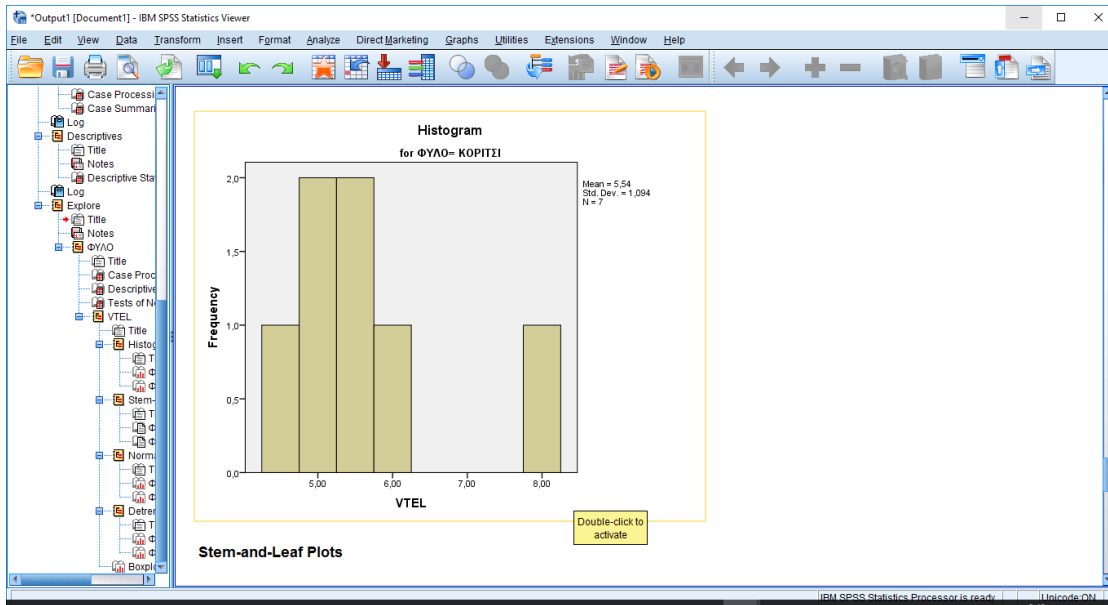 *Output1 [Document1] - IBM SPSS Statistics Viewer
File Edit View Data Transform Insert Format Analyze Direct Marketing Graphs Utilities Extensions Window Help
Case Processi
Case Summari
Log
Descriptives
Title
Notes
Descriptive Sta
Log
Explore
Title
Notes
ΦΥΛΟ
Title
Case Proc
Descriptive
Tests of N
VTEL
Title
Histog
T
Φ
Φ
Stem-
T
Φ
Φ
Norma
T
Φ
Φ
Detren
T
Φ
Φ
Boxplo
Histogram
for ΦΥΛΟ= ΚΟΡΙΤΣΙ
Mean = 5,54
Std. Dev. = 1,094
N = 7
Frequency
2,0
1,5
1,0
0,5
0,0
5,00 6,00 7,00 8,00
VTEL
Double-click to
activate
Stem-and-Leaf Plots
IBM SPSS Statistics Processor is ready Unicode:ON